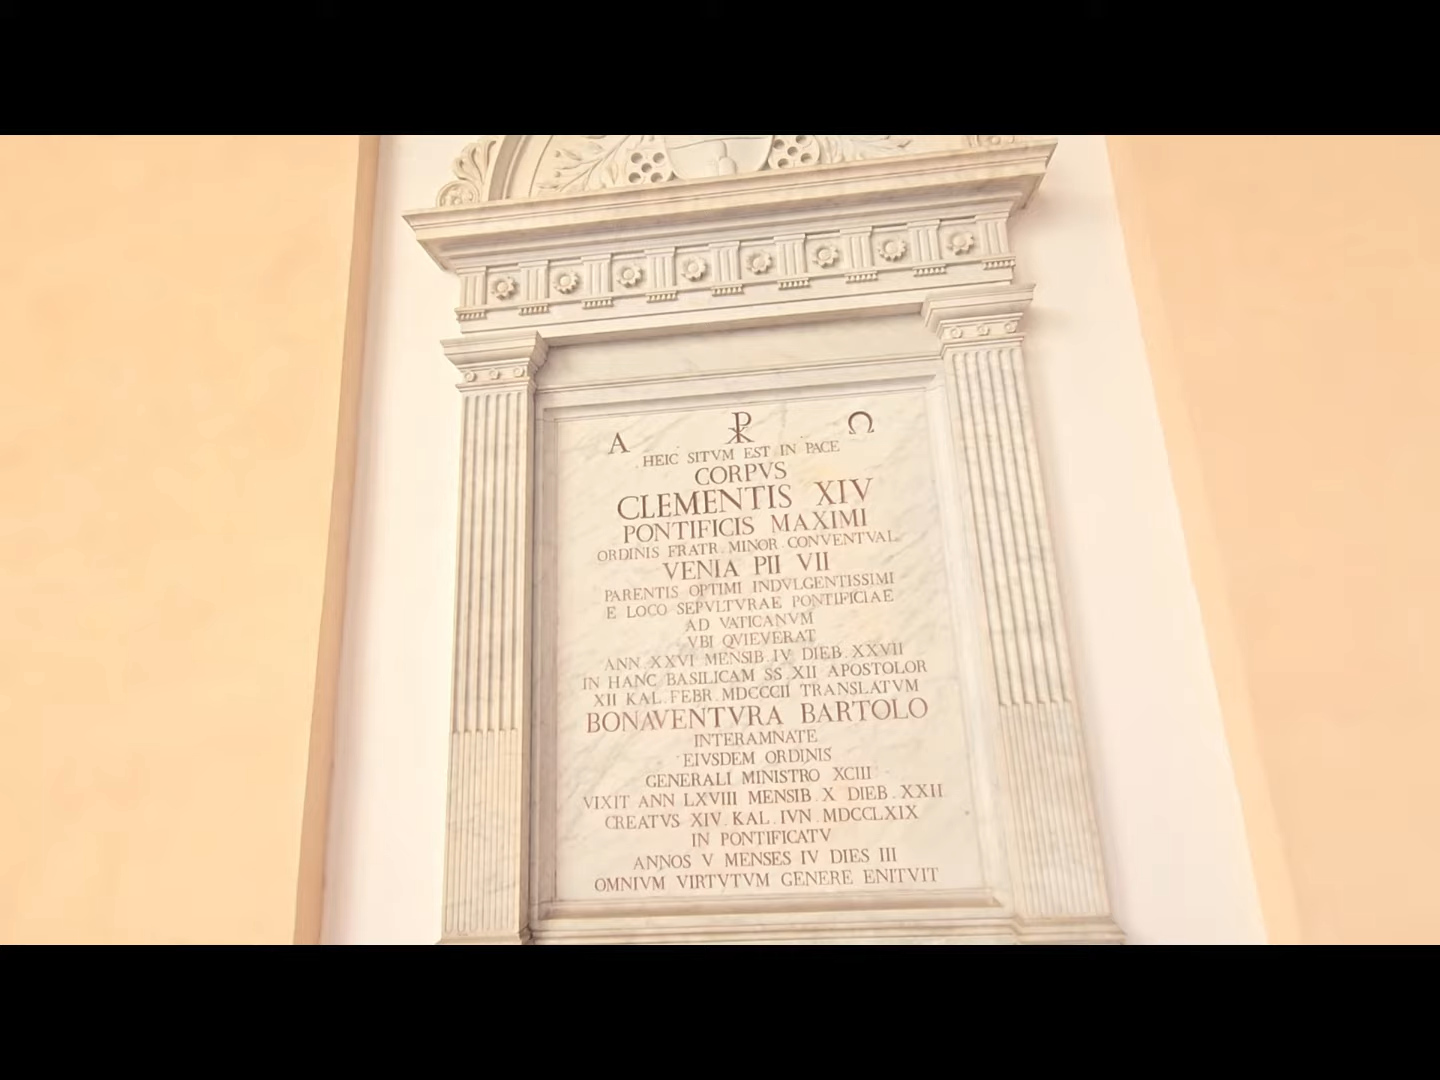 Α ☧ Ω
HEIC SITVM EST IN PACE
CORPVS
CLEMENTIS XIV
PONTIFICIS MAXIMI
ORDINIS FRATR. MINOR CONVENTVAL
VENIA PII VII
PARENTIS OPTIMI INDVLGENTISSIMI
E LOCO SEPVLTVRAE PONTIFICIAE
AD VATICANVM
VBI QVIEVERAT
ANN. XXVI MENSIB. IV DIEB. XXVII
IN HANC BASILICAM SS. XII APOSTOLOR
XII KAL. FEBR. MDCCCII TRANSLATVM
BONAVENTVRA BARTOLO
INTERAMNATE
EIVSDEM ORDINIS
GENERALI MINISTRO XCIII
VIXIT ANN LXVIII MENSIB. X DIEB. XXII
CREATVS XIV. KAL. IVN. MDCCLXIX
IN PONTIFICATV
ANNOS V MENSES IV DIES III
OMNIVM VIRTVTVM GENERE ENITVIT